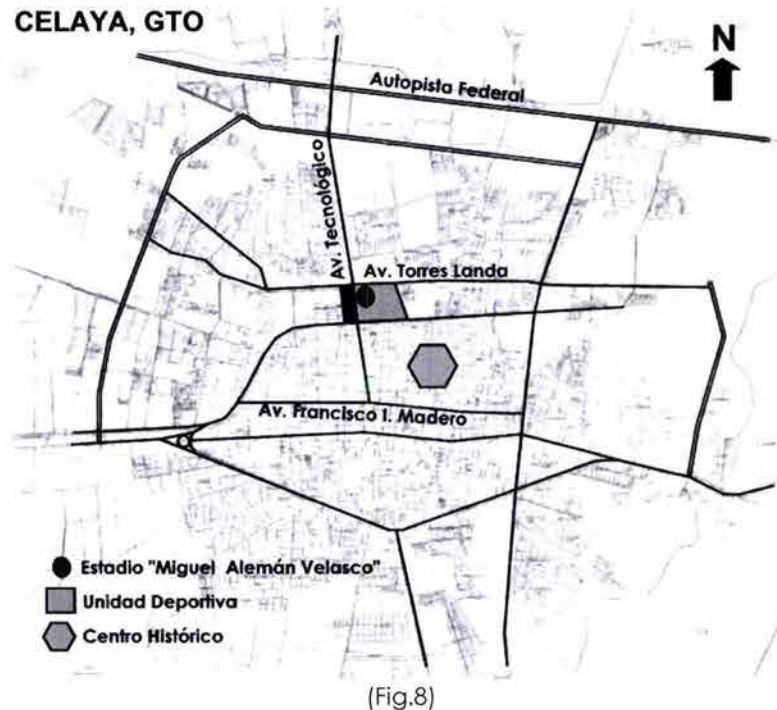 CELAYA, GTO
N
Autopista Federal
Av. Tecnológico
Av. Torres Landa
Av. Francisco I. Madero
Estadio "Miguel Alemán Velasco"
Unidad Deportiva
Centro Histórico
(Fig.8)